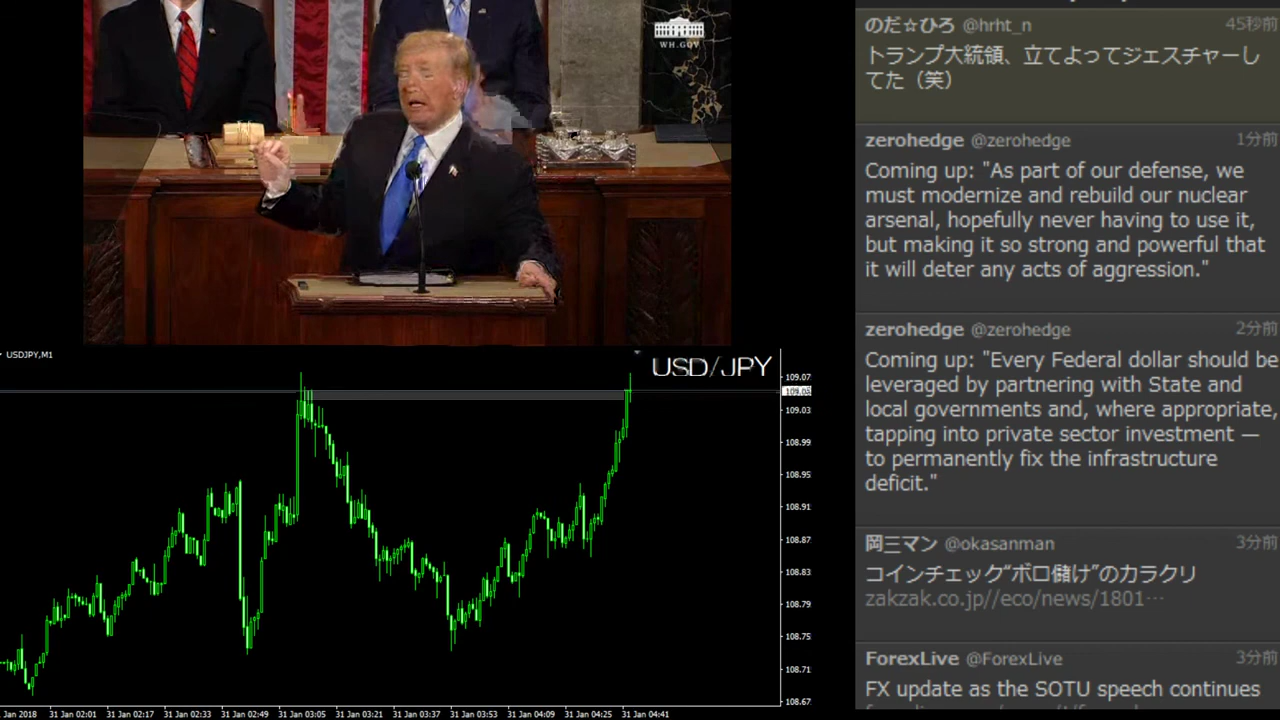 WH.GOV
USDJPY,M1
USD/JPY
109.07
109.03
108.99
108.95
108.91
108.87
108.83
108.79
108.75
108.71
108.67
Jan 2018
31 Jan 02:01
31 Jan 02:17
31 Jan 02:33
31 Jan 02:49
31 Jan 03:05
31 Jan 03:21
31 Jan 03:37
31 Jan 03:53
31 Jan 04:09
31 Jan 04:25
31 Jan 04:41
のだ☆ひろ @hrht_n 45秒前
トランプ大統領、立てよってジェスチャーし
てた（笑）
zerohedge @zerohedge 1分前
Coming up: "As part of our defense, we
must modernize and rebuild our nuclear
arsenal, hopefully never having to use it,
but making it so strong and powerful that
it will deter any acts of aggression."
zerohedge @zerohedge 2分前
Coming up: "Every Federal dollar should be
leveraged by partnering with State and
local governments and, where appropriate,
tapping into private sector investment —
to permanently fix the infrastructure
deficit."
岡三マン @okasanman 3分前
コインチェック“ボロ儲け”のカラクリ
zakzak.co.jp//eco/news/1801…
ForexLive @ForexLive 3分前
FX update as the SOTU speech continues